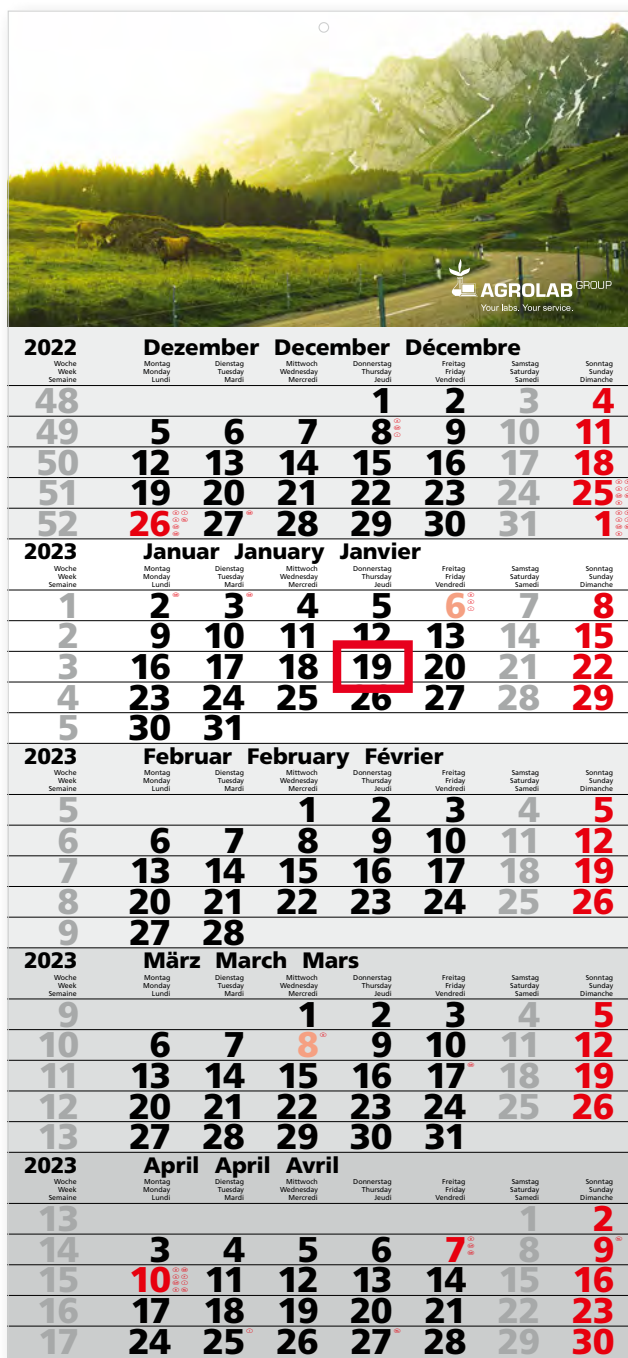 AGROLAB GROUP
Your labs. Your service.
2022 Dezember December Décembre
Woche Montag Dienstag Mittwoch Donnerstag Freitag Samstag Sonntag
Week Monday Tuesday Wednesday Thursday Friday Saturday Sunday
Semaine Lundi Mardi Mercredi Jeudi Vendredi Samedi Dimanche
48 1 2 3 4
49 5 6 7 8 9 10 11
50 12 13 14 15 16 17 18
51 19 20 21 22 23 24 25
52 26 27 28 29 30 31 1
2023 Januar January Janvier
Woche Montag Dienstag Mittwoch Donnerstag Freitag Samstag Sonntag
Week Monday Tuesday Wednesday Thursday Friday Saturday Sunday
Semaine Lundi Mardi Mercredi Jeudi Vendredi Samedi Dimanche
1 2 3 4 5 6 7 8
2 9 10 11 12 13 14 15
3 16 17 18 19 20 21 22
4 23 24 25 26 27 28 29
5 30 31
2023 Februar February Février
Woche Montag Dienstag Mittwoch Donnerstag Freitag Samstag Sonntag
Week Monday Tuesday Wednesday Thursday Friday Saturday Sunday
Semaine Lundi Mardi Mercredi Jeudi Vendredi Samedi Dimanche
5 1 2 3 4 5
6 6 7 8 9 10 11 12
7 13 14 15 16 17 18 19
8 20 21 22 23 24 25 26
9 27 28
2023 März March Mars
Woche Montag Dienstag Mittwoch Donnerstag Freitag Samstag Sonntag
Week Monday Tuesday Wednesday Thursday Friday Saturday Sunday
Semaine Lundi Mardi Mercredi Jeudi Vendredi Samedi Dimanche
9 1 2 3 4 5
10 6 7 8 9 10 11 12
11 13 14 15 16 17 18 19
12 20 21 22 23 24 25 26
13 27 28 29 30 31
2023 April April Avril
Woche Montag Dienstag Mittwoch Donnerstag Freitag Samstag Sonntag
Week Monday Tuesday Wednesday Thursday Friday Saturday Sunday
Semaine Lundi Mardi Mercredi Jeudi Vendredi Samedi Dimanche
13 1 2
14 3 4 5 6 7 8 9
15 10 11 12 13 14 15 16
16 17 18 19 20 21 22 23
17 24 25 26 27 28 29 30